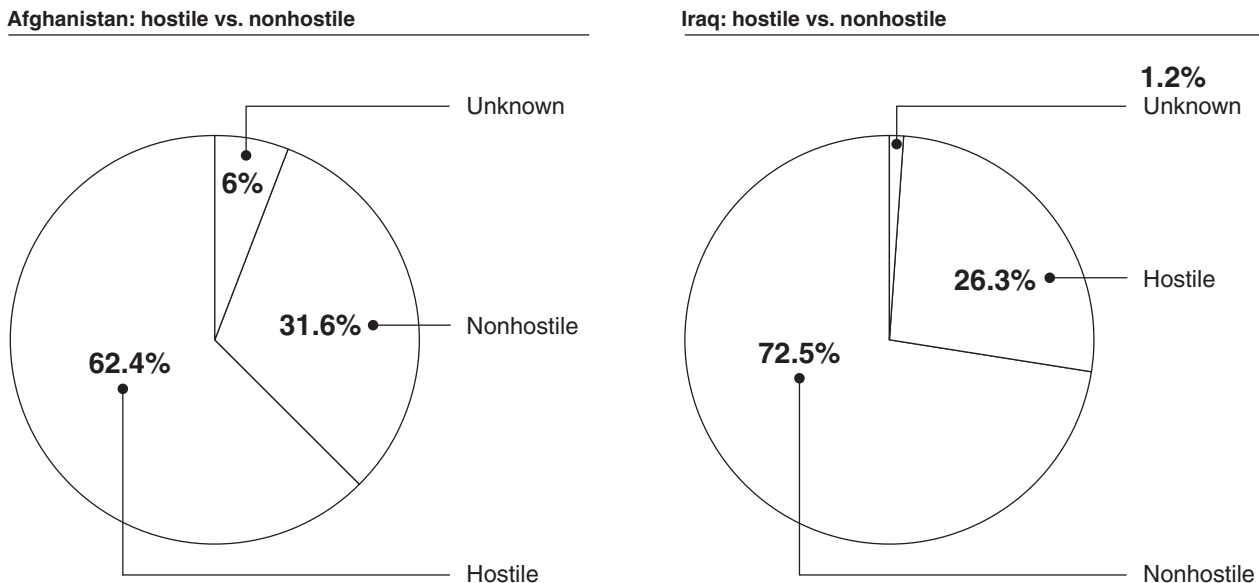 Afghanistan: hostile vs. nonhostile
Unknown
6%
31.6%
Nonhostile
62.4%
Hostile
Iraq: hostile vs. nonhostile
1.2%
Unknown
26.3%
Hostile
72.5%
Nonhostile